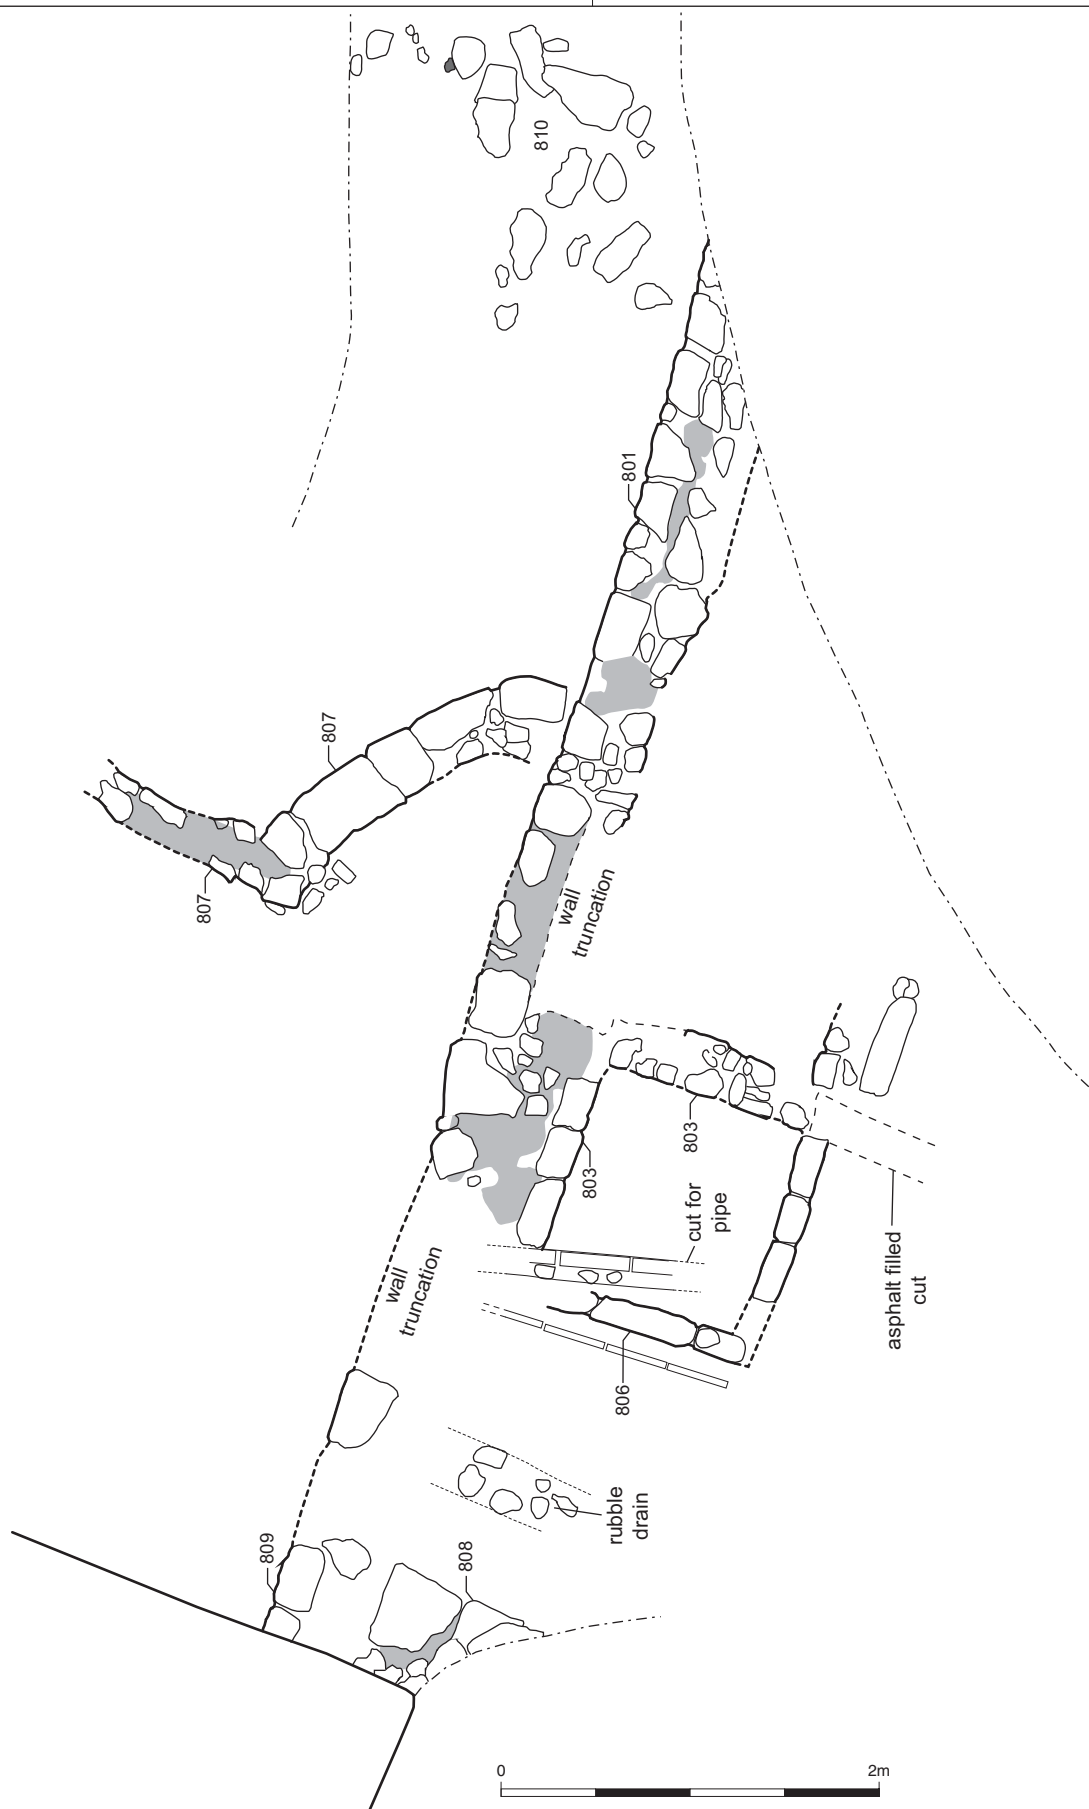 810
801
807
807
wall
truncation
803
803
cut for
pipe
wall
truncation
asphalt filled
cut
806
rubble
drain
809
808
0
2m